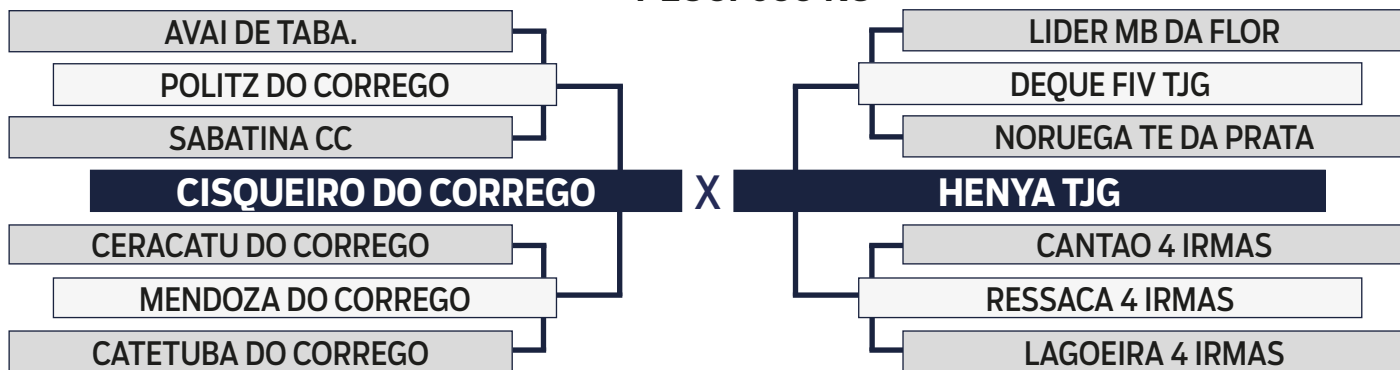 AVAI DE TABA.
LIDER MB DA FLOR
POLITZ DO CORREGO
DEQUE FIV TJG
SABATINA CC
NORUEGA TE DA PRATA
CISQUEIRO DO CORREGO X HENYA TJG
CERACATU DO CORREGO
CANTAO 4 IRMAS
MENDOZA DO CORREGO
RESSACA 4 IRMAS
CATETUBA DO CORREGO
LAGOEIRA 4 IRMAS